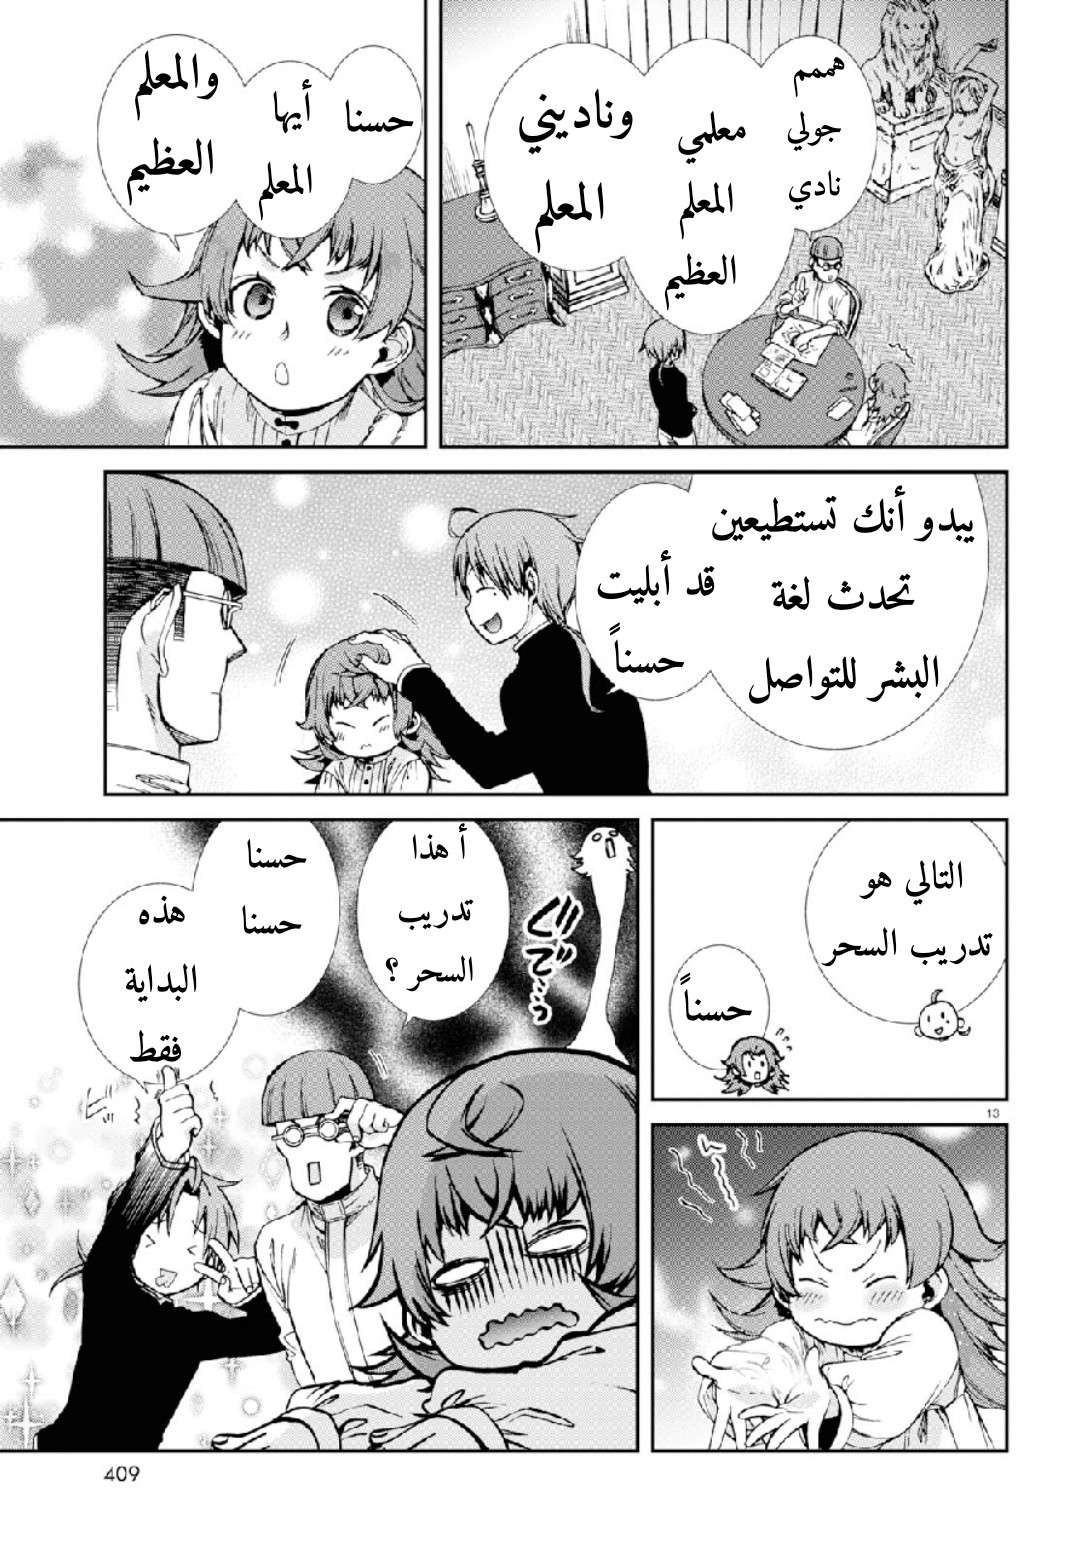 هممم
جولي
نادي
معلمي
المعلم
العظيم
وناديني
المعلم
حسنا
أيها
المعلم
والمعلم
العظيم
يبدو أنك تستطيعين
تحدث لغة
البشر للتواصل
قد أبليت
حسناً
التالي هو
تدريب السحر
حسناً
13
أ هذا
تدريب
السحر ؟
حسنا
حسنا
هذه
البداية
فقط
409